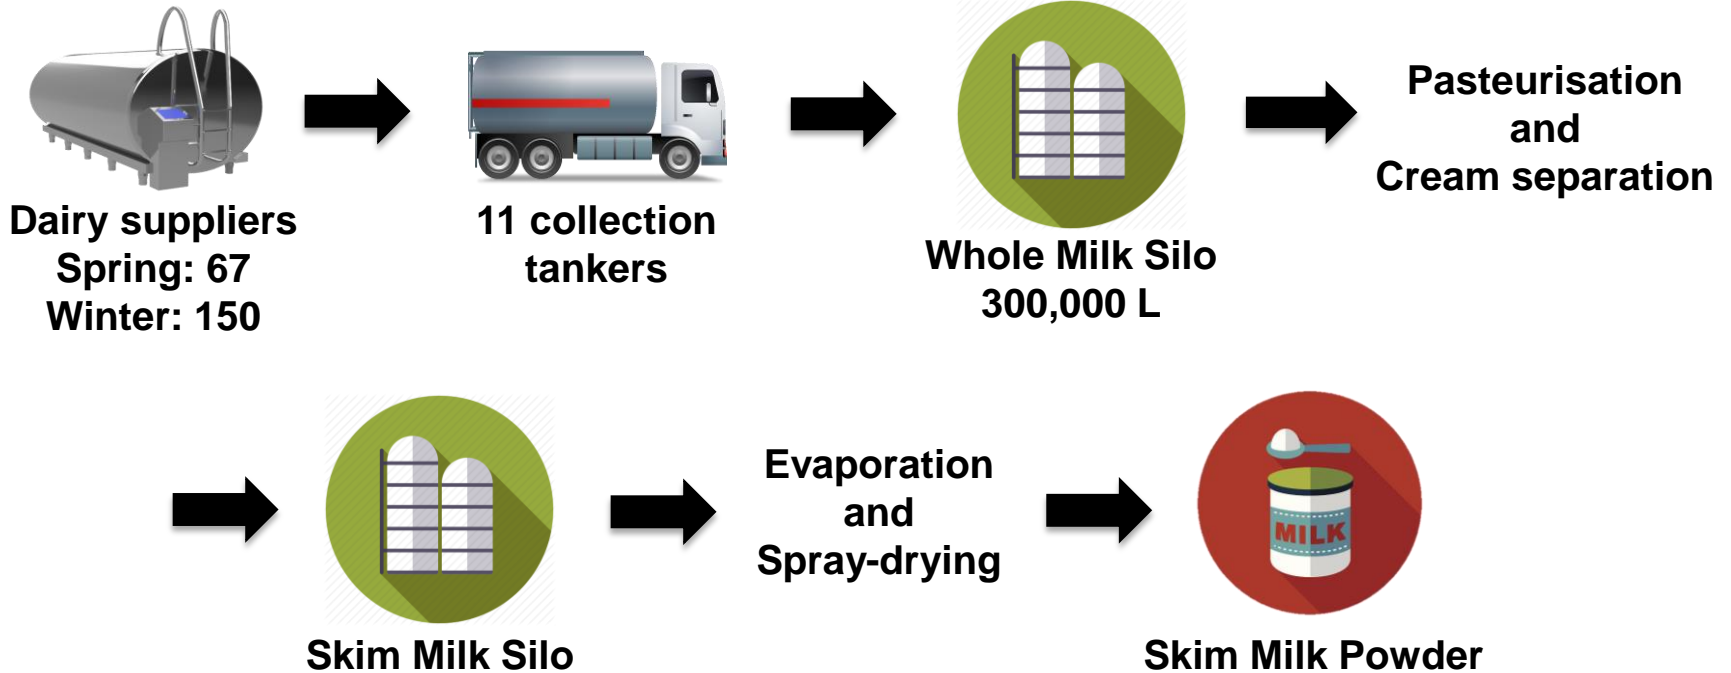 Dairy suppliers
Spring: 67
Winter: 150
11 collection
tankers
Whole Milk Silo
300,000 L
Pasteurisation
and
Cream separation
Skim Milk Silo
Evaporation
and
Spray-drying
MILK
Skim Milk Powder